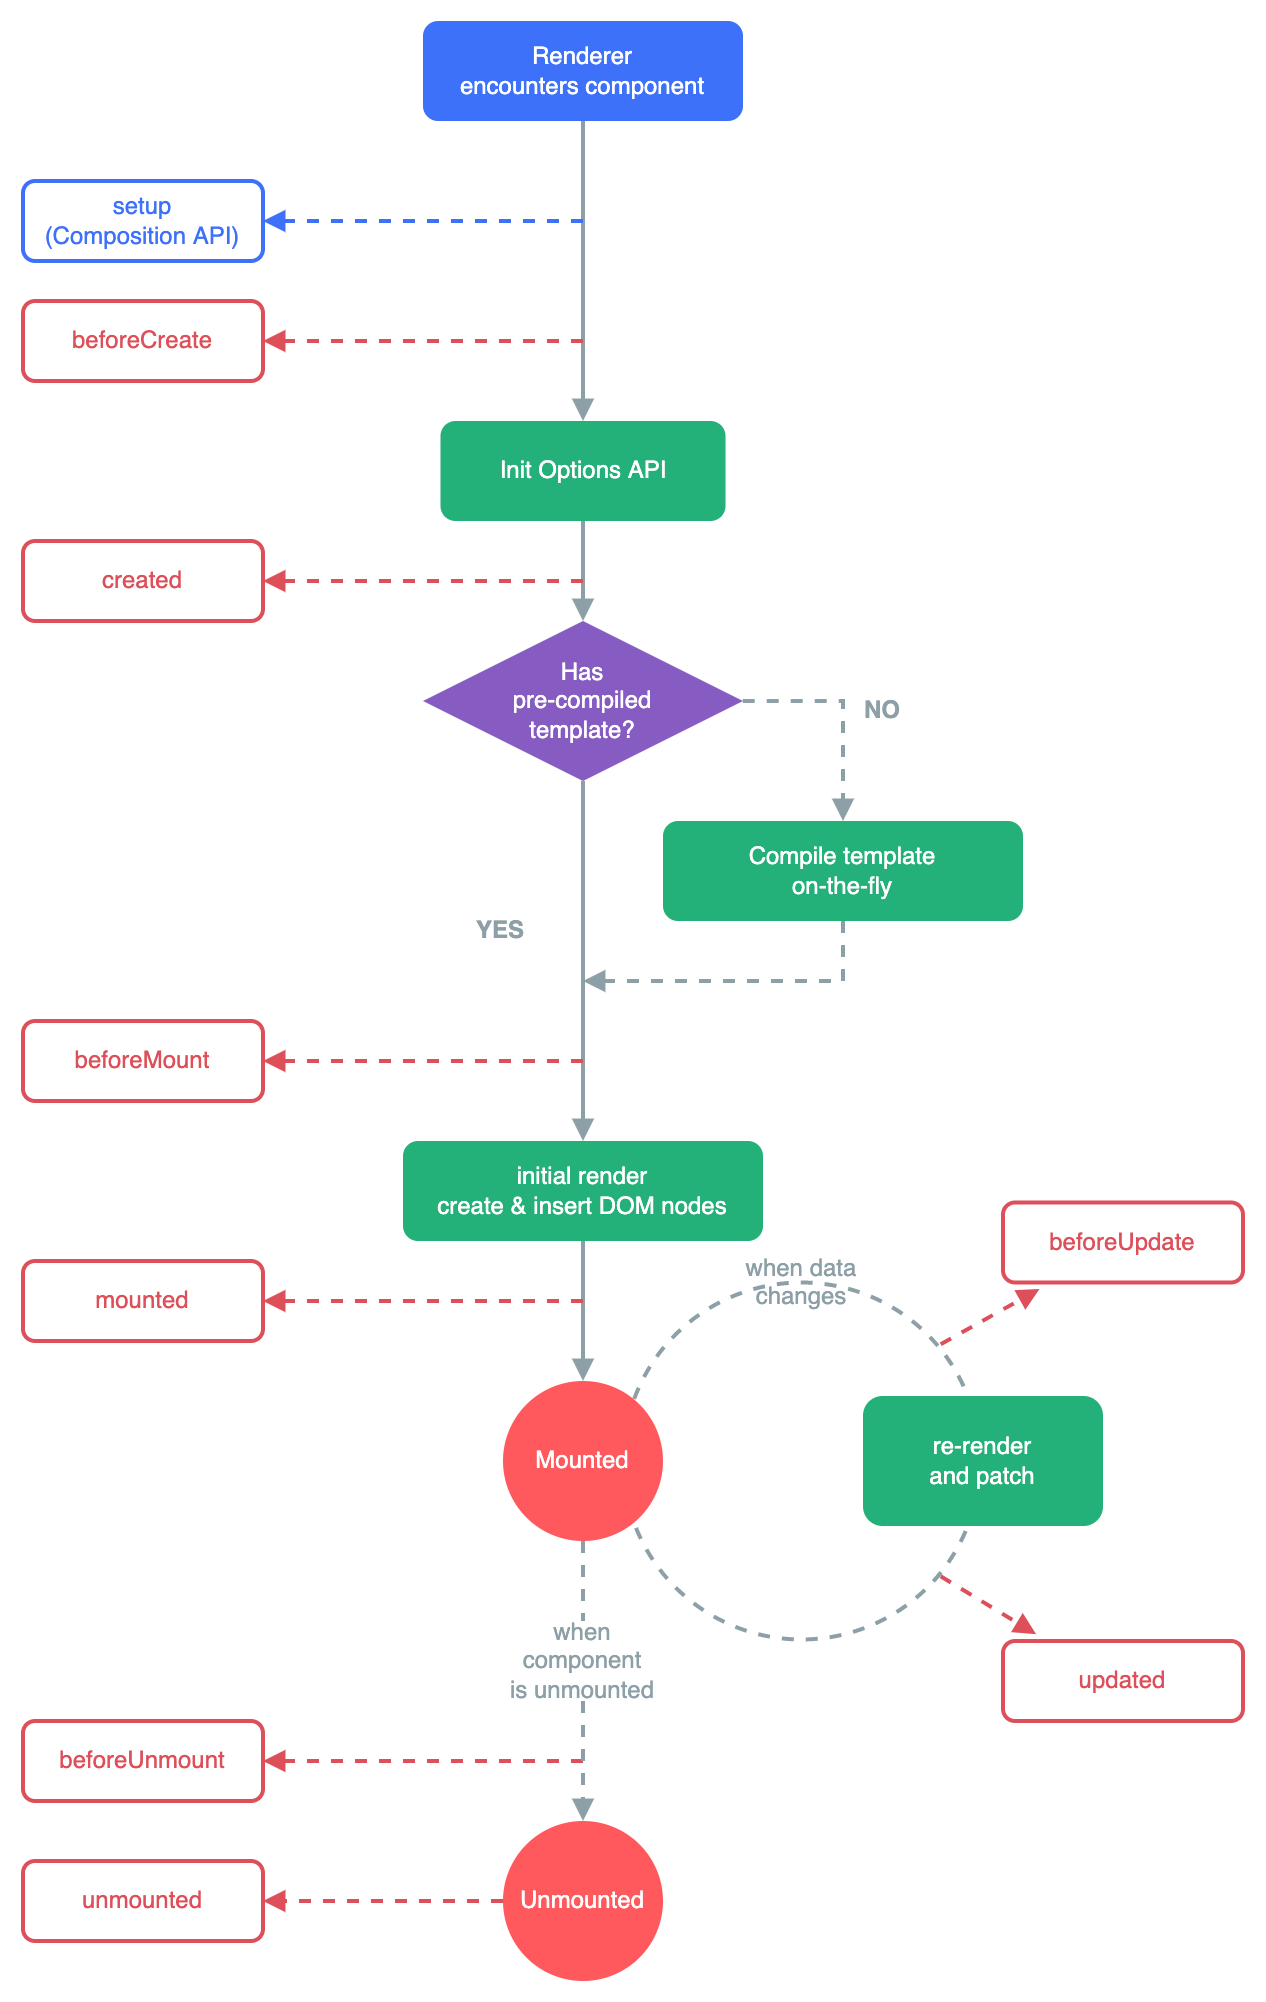 Renderer
encounters component
setup
(Composition API)
beforeCreate
Init Options API
created
Has
pre-compiled
template?
NO
Compile template
on-the-fly
YES
beforeMount
initial render
create & insert DOM nodes
beforeUpdate
when data
changes
mounted
Mounted
re-render
and patch
when
component
is unmounted
updated
beforeUnmount
unmounted
Unmounted